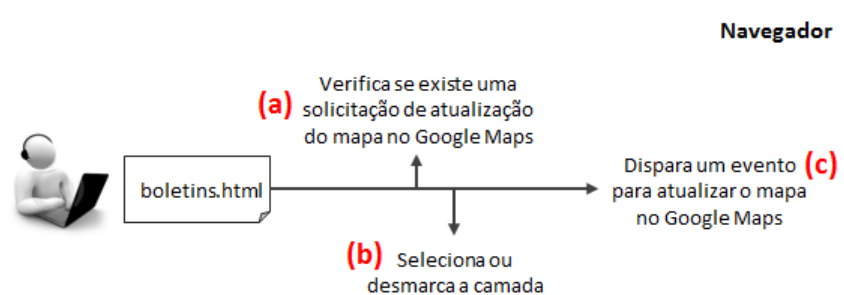 Navegador
(a) Verifica se existe uma
solicitação de atualização
do mapa no Google Maps
boletins.html
Dispara um evento (c)
para atualizar o mapa
no Google Maps
(b) Seleciona ou
desmarca a camada